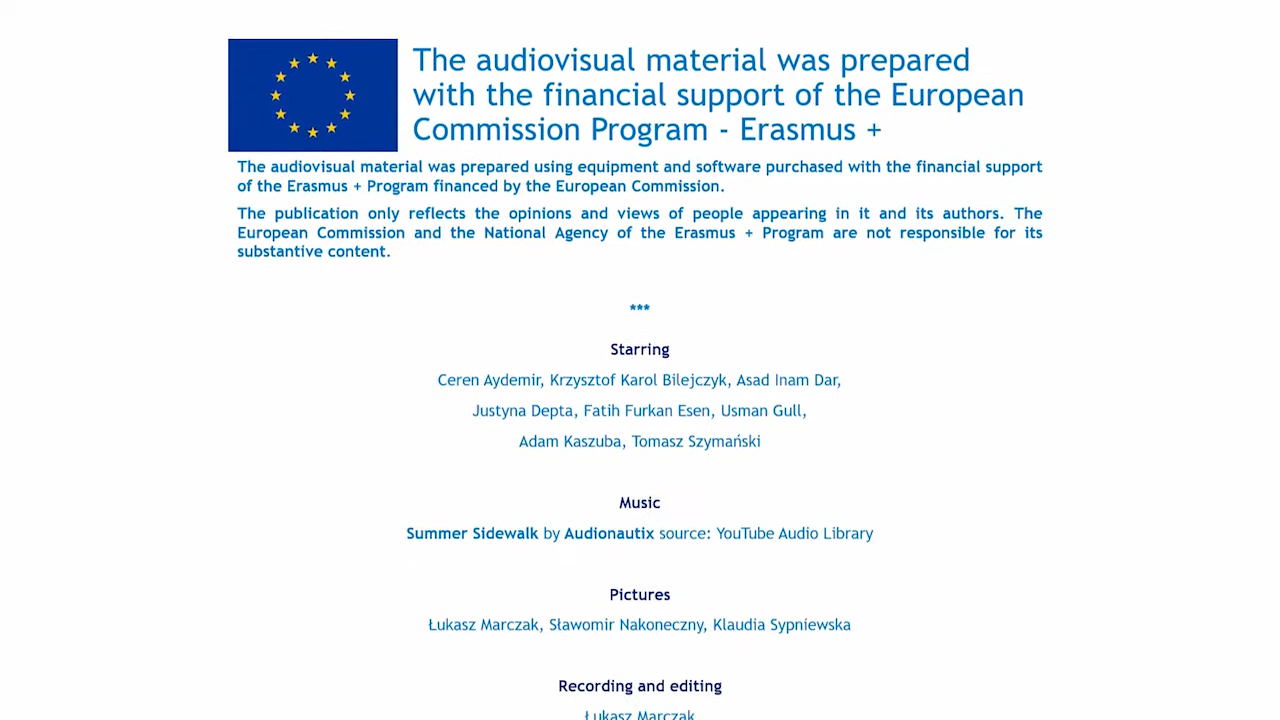 The audiovisual material was prepared
with the financial support of the European
Commission Program - Erasmus +
The audiovisual material was prepared using equipment and software purchased with the financial support
of the Erasmus + Program financed by the European Commission.
The publication only reflects the opinions and views of people appearing in it and its authors. The
European Commission and the National Agency of the Erasmus + Program are not responsible for its
substantive content.
***
Starring
Ceren Aydemir, Krzysztof Karol Bilejczyk, Asad Inam Dar,
Justyna Depta, Fatih Furkan Esen, Usman Gull,
Adam Kaszuba, Tomasz Szymański
Music
Summer Sidewalk by Audionautix source: YouTube Audio Library
Pictures
Łukasz Marczak, Sławomir Nakoneczny, Klaudia Sypniewska
Recording and editing
Łukasz Marczak